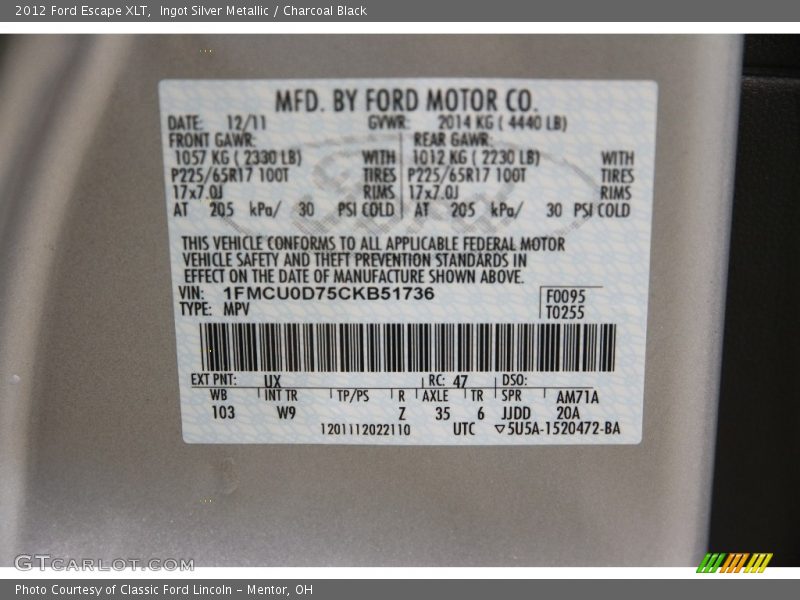 2012 Ford Escape XLT, Ingot Silver Metallic / Charcoal Black
MFD. BY FORD MOTOR CO.
DATE: 12/11 GVWR: 2014 KG ( 4440 LB)
FRONT GAWR: REAR GAWR:
1057 KG ( 2330 LB) WITH 1012 KG ( 2230 LB) WITH
P225/65R17 100T TIRES P225/65R17 100T TIRES
17x7.0J RIMS 17x7.0J RIMS
AT 205 kPa/ 30 PSI COLD AT 205 kPa/ 30 PSI COLD
THIS VEHICLE CONFORMS TO ALL APPLICABLE FEDERAL MOTOR
VEHICLE SAFETY AND THEFT PREVENTION STANDARDS IN
EFFECT ON THE DATE OF MANUFACTURE SHOWN ABOVE.
VIN: 1FMCU0D75CKB51736 F0095
TYPE: MPV T0255
EXT PNT: UX RC: 47 DSO:
WB INT TR TP/PS R AXLE TR SPR AM71A
103 W9 Z 35 6 JJDD 20A
1201112022110 UTC ▽5U5A-1520472-BA
GTCARLOT.COM
Photo Courtesy of Classic Ford Lincoln - Mentor, OH